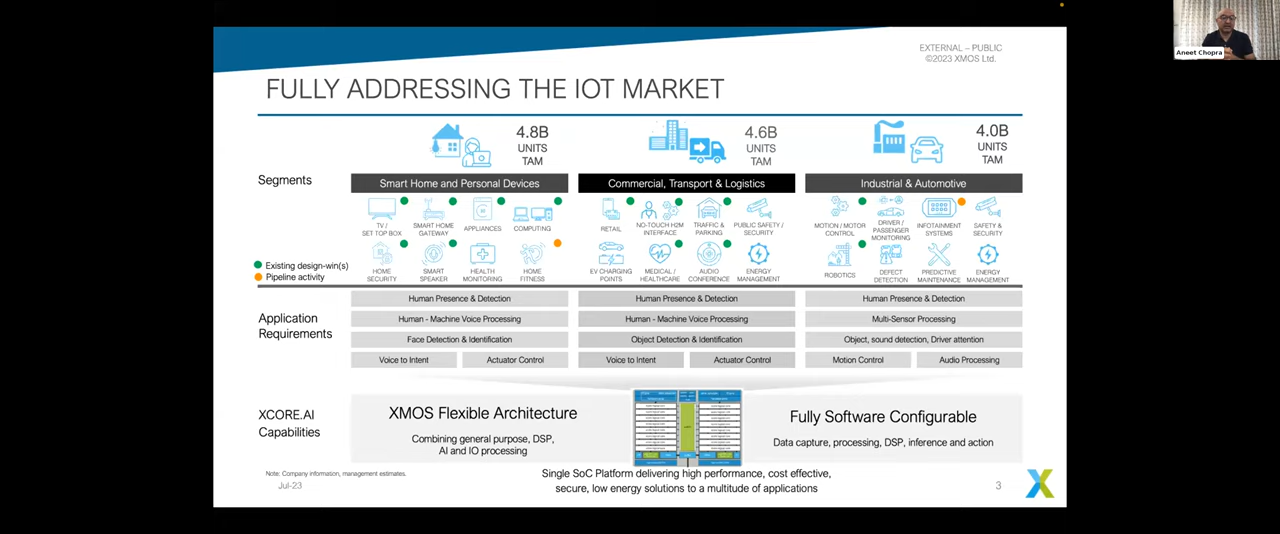 EXTERNAL – PUBLIC
©2023 XMOS Ltd.
Aneet Chopra
FULLY ADDRESSING THE IOT MARKET
4.8B
UNITS
TAM
4.6B
UNITS
TAM
4.0B
UNITS
TAM
Segments
Smart Home and Personal Devices
Commercial, Transport & Logistics
Industrial & Automotive
TV /
SET TOP BOX
SMART HOME
GATEWAY
APPLIANCES
COMPUTING
RETAIL
NO-TOUCH H2M
INTERFACE
TRAFFIC &
PARKING
PUBLIC SAFETY /
SECURITY
MOTION / MOTOR
CONTROL
DRIVER /
PASSENGER
MONITORING
INFOTAINMENT
SYSTEMS
SAFETY &
SECURITY
Existing design-win(s)
Pipeline activity
HOME
SECURITY
SMART
SPEAKER
HEALTH
MONITORING
HOME
FITNESS
EV CHARGING
POINTS
MEDICAL /
HEALTHCARE
AUDIO
CONFERENCE
ENERGY
MANAGEMENT
ROBOTICS
DEFECT
DETECTION
PREDICTIVE
MAINTENANCE
ENERGY
MANAGEMENT
Application
Requirements
Human Presence & Detection
Human Presence & Detection
Human Presence & Detection
Human - Machine Voice Processing
Human - Machine Voice Processing
Multi-Sensor Processing
Face Detection & Identification
Object Detection & Identification
Object, sound detection, Driver attention
Voice to Intent
Actuator Control
Voice to Intent
Actuator Control
Motion Control
Audio Processing
XCORE.AI
Capabilities
XMOS Flexible Architecture
Combining general purpose, DSP,
AI and IO processing
Fully Software Configurable
Data capture, processing, DSP, inference and action
Note: Company information, management estimates.
Single SoC Platform delivering high performance, cost effective,
secure, low energy solutions to a multitude of applications
Jul-23
3